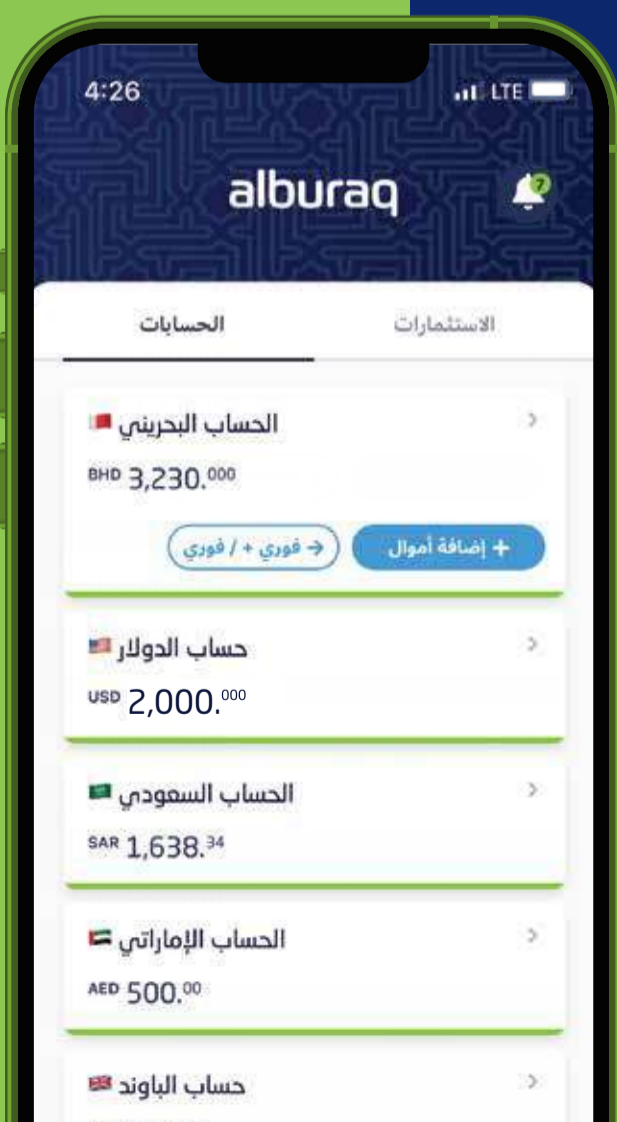 4:26
LTE
alburaq
7
الحسابات
الاستثمارات
الحساب البحريني
BHD 3,230.000
+ إضافة أموال
→ فوري + / فوري
حساب الدولار
USD 2,000.000
الحساب السعودي
SAR 1,638.34
الحساب الإماراتي
AED 500.00
حساب الباوند